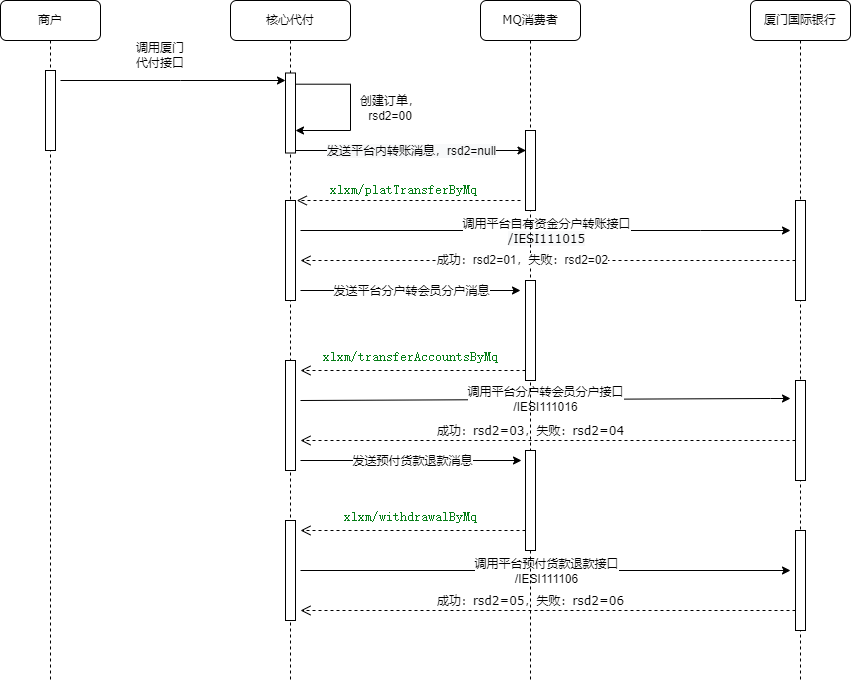 商户
核心代付
MQ消费者
厦门国际银行
调用厦门
代付接口
创建订单，
rsd2=00
发送平台内转账消息，rsd2=null
xlxm/platTransferByMq
调用平台自有资金分户转账接口
/IESI111015
成功：rsd2=01，失败：rsd2=02
发送平台分户转会员分户消息
xlxm/transferAccountsByMq
调用平台分户转会员分户接口
/IESI111016
成功：rsd2=03，失败：rsd2=04
发送预付货款退款消息
xlxm/withdrawalByMq
调用平台预付货款退款接口
/IESI111106
成功：rsd2=05，失败：rsd2=06